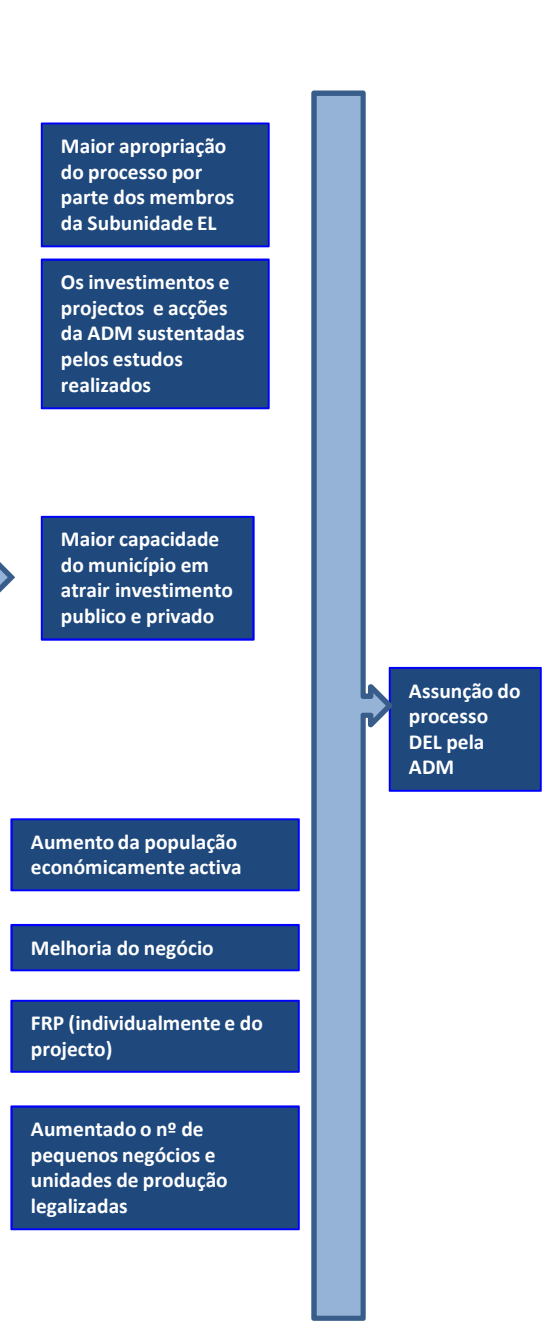 Maior apropriação
do processo por
parte dos membros
da Subunidade EL
Os investimentos e
projectos e acções
da ADM sustentadas
pelos estudos
realizados
Maior capacidade
do município em
atrair investimento
publico e privado
Assunção do
processo
DEL pela
ADM
Aumento da população
económicamente activa
Melhoria do negócio
FRP (individualmente e do
projecto)
Aumentado o nº de
pequenos negócios e
unidades de produção
legalizadas